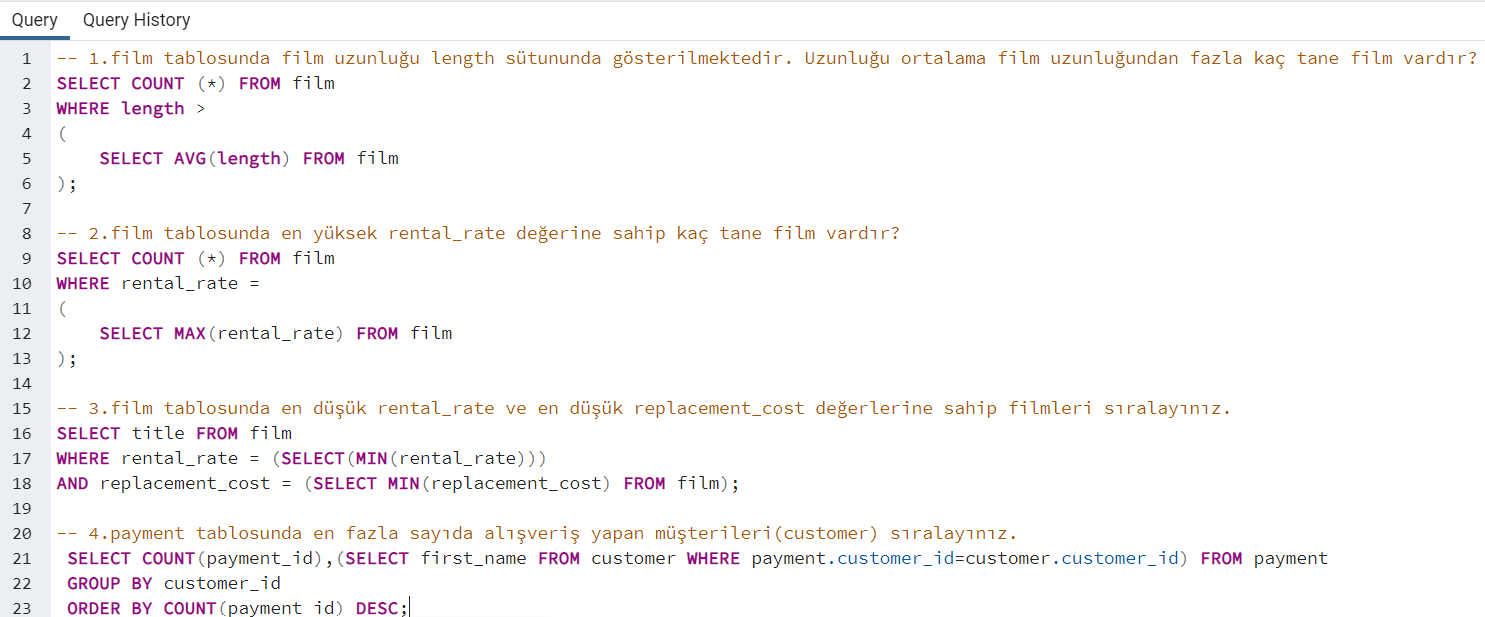 Query Query History
1 -- 1.film tablosunda film uzunluğu length sütununda gösterilmektedir. Uzunluğu ortalama film uzunluğundan fazla kaç tane film vardır?
2 SELECT COUNT (*) FROM film
3 WHERE length >
4 (
5     SELECT AVG(length) FROM film
6 );
7
8 -- 2.film tablosunda en yüksek rental_rate değerine sahip kaç tane film vardır?
9 SELECT COUNT (*) FROM film
10 WHERE rental_rate =
11 (
12     SELECT MAX(rental_rate) FROM film
13 );
14
15 -- 3.film tablosunda en düşük rental_rate ve en düşük replacement_cost değerlerine sahip filmleri sıralayınız.
16 SELECT title FROM film
17 WHERE rental_rate = (SELECT(MIN(rental_rate)))
18 AND replacement_cost = (SELECT MIN(replacement_cost) FROM film);
19
20 -- 4.payment tablosunda en fazla sayıda alışveriş yapan müşterileri(customer) sıralayınız.
21  SELECT COUNT(payment_id),(SELECT first_name FROM customer WHERE payment.customer_id=customer.customer_id) FROM payment
22  GROUP BY customer_id
23  ORDER BY COUNT(payment_id) DESC;